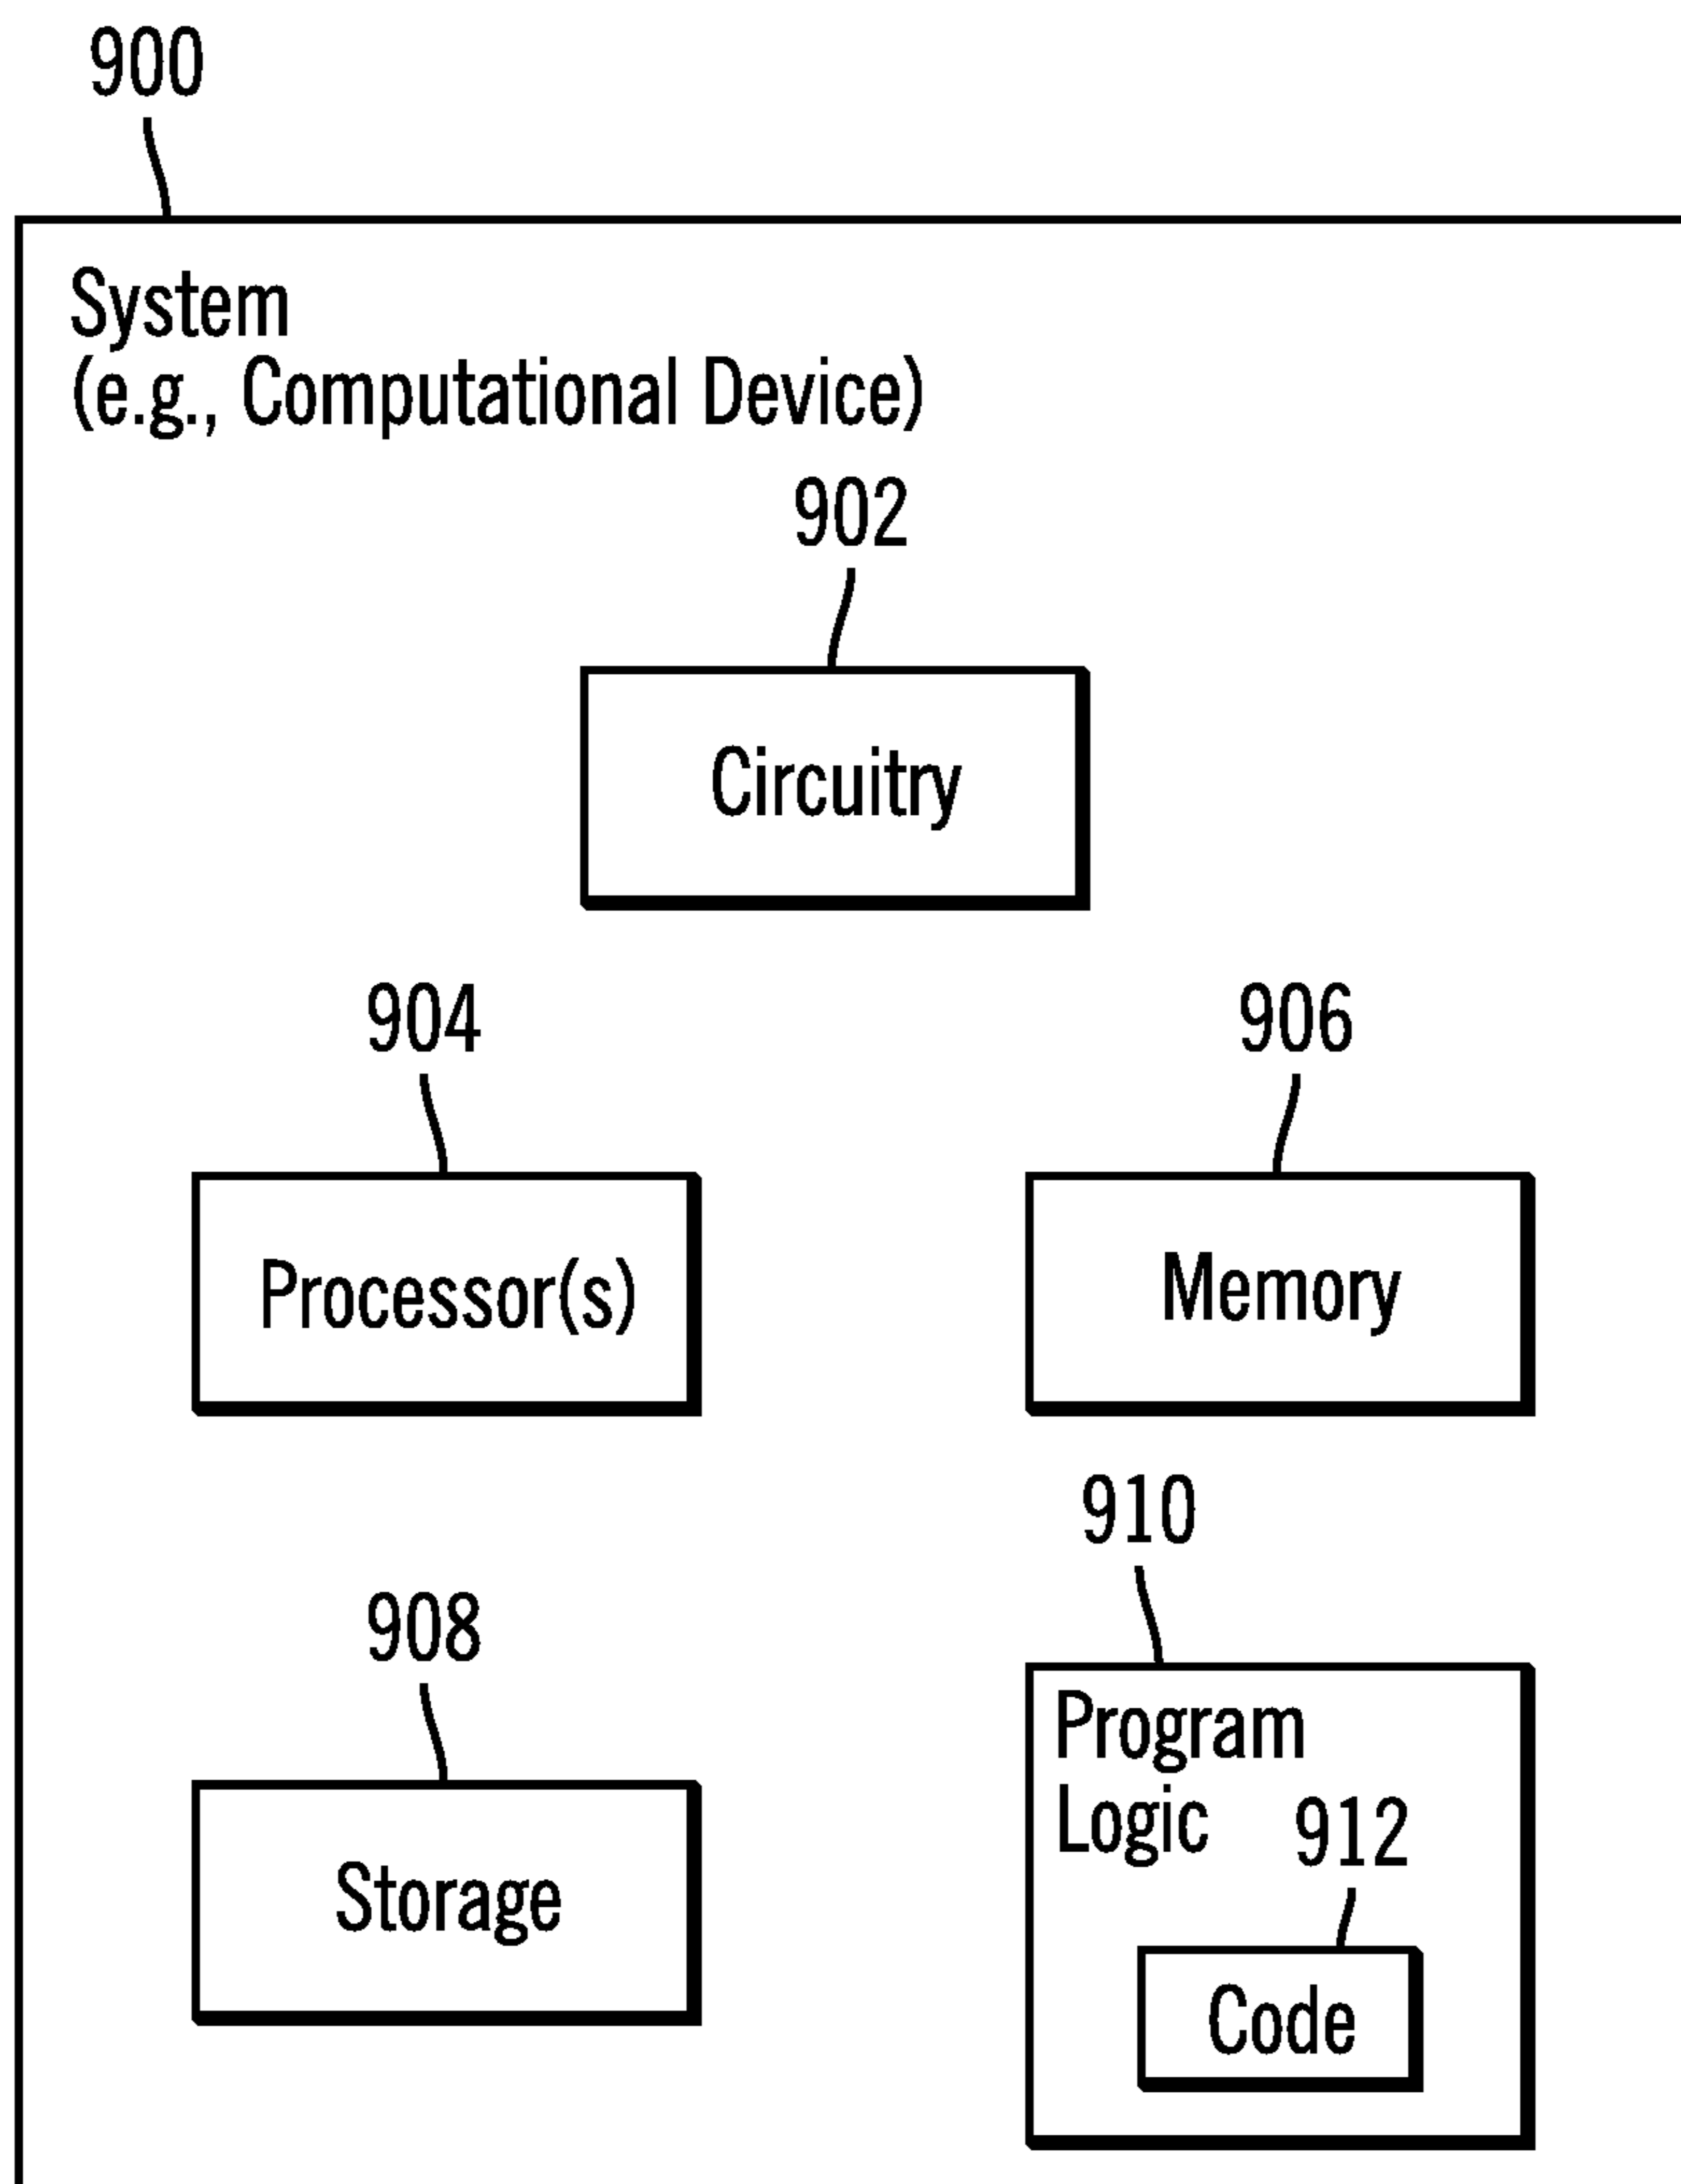 900
System
(e.g., Computational Device)
902
Circuitry
904
906
Processor(s)
Memory
910
908
Program
Logic
912
Storage
Code